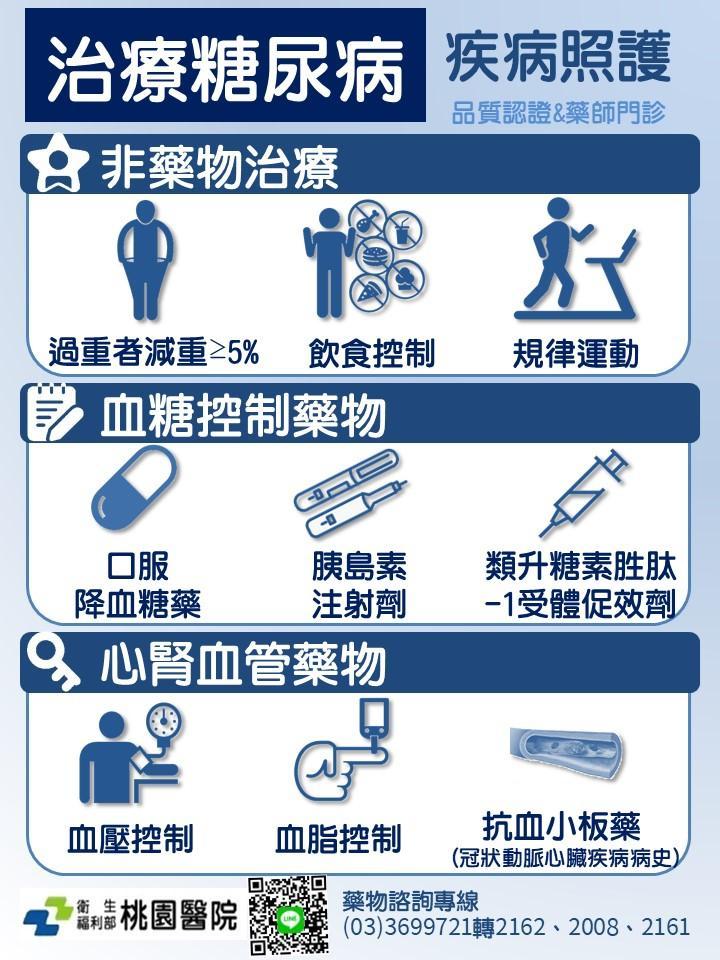 治療糖尿病
疾病照護
品質認證&藥師門診
非藥物治療
過重者減重≥5%
飲食控制
規律運動
血糖控制藥物
口服
降血糖藥
胰島素
注射劑
類升糖素胜肽
-1受體促效劑
心腎血管藥物
血壓控制
血脂控制
抗血小板藥
(冠狀動脈心臟疾病病史)
衛生
福利部
桃園醫院
LINE
藥物諮詢專線
(03)3699721轉2162、2008、2161